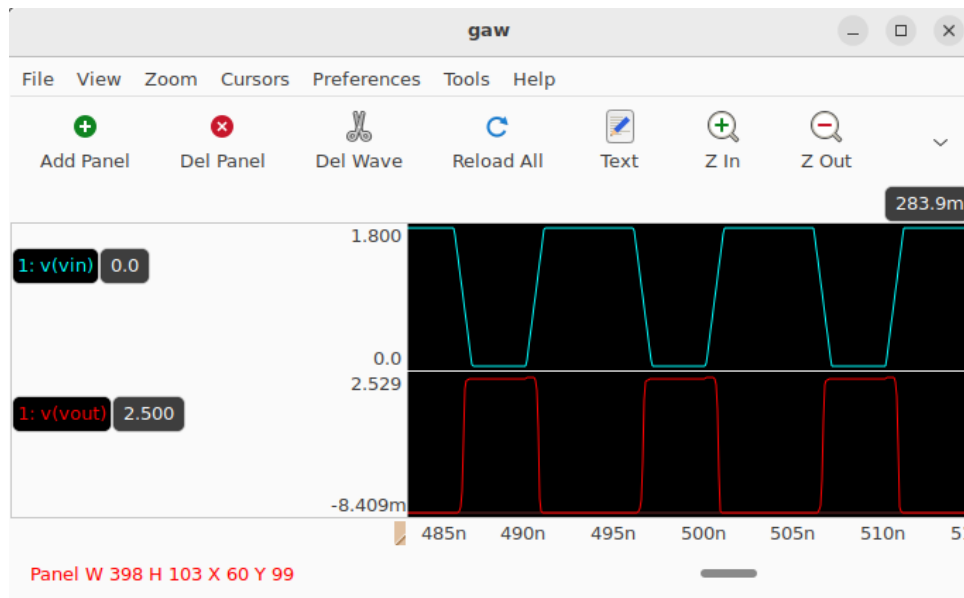 gaw
File View Zoom Cursors Preferences Tools Help
Add Panel Del Panel Del Wave Reload All Text Z In Z Out
283.9m
1.800
1: v(vin) 0.0
0.0
2.529
1: v(vout) 2.500
-8.409m
485n 490n 495n 500n 505n 510n
Panel W 398 H 103 X 60 Y 99